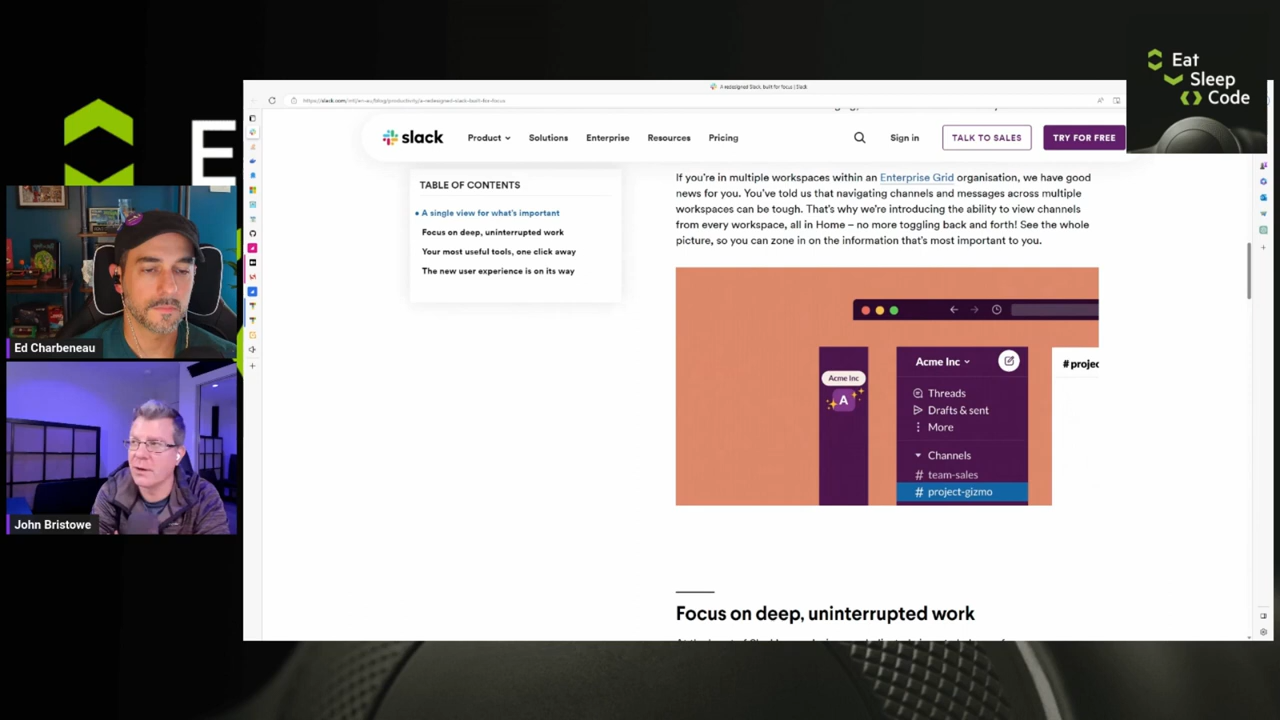 Eat
Sleep
Code
E
A redesigned Slack, built for focus | Slack
slack
Product
Solutions
Enterprise
Resources
Pricing
Sign in
TALK TO SALES
TRY FOR FREE
TABLE OF CONTENTS
A single view for what's important
Focus on deep, uninterrupted work
Your most useful tools, one click away
The new user experience is on its way
If you're in multiple workspaces within an Enterprise Grid organisation, we have good
news for you. You've told us that navigating channels and messages across multiple
workspaces can be tough. That's why we're introducing the ability to view channels
from every workspace, all in Home – no more toggling back and forth! See the whole
picture, so you can zone in on the information that's most important to you.
Acme Inc
A
Acme Inc
Threads
Drafts & sent
More
Channels
# team-sales
# project-gizmo
# projec
Focus on deep, uninterrupted work
Ed Charbeneau
John Bristowe